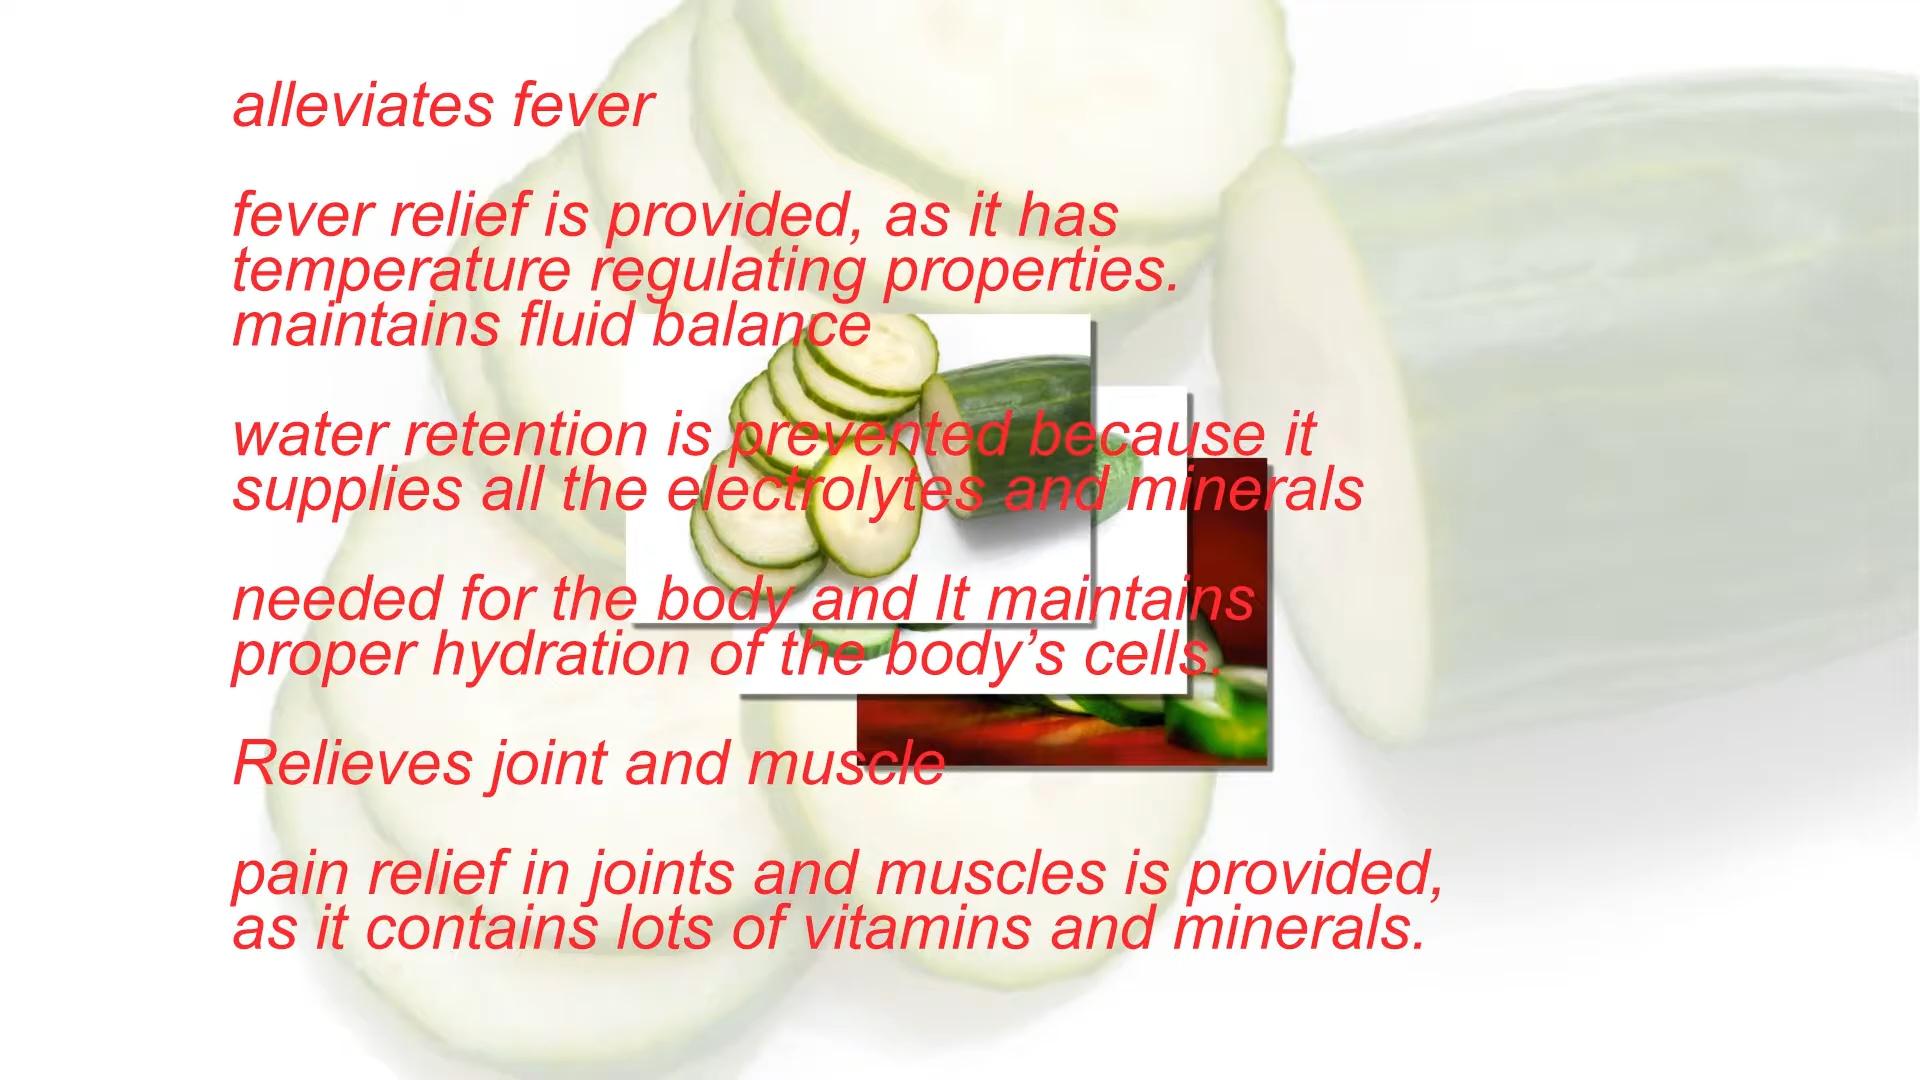 alleviates fever
fever relief is provided, as it has
temperature regulating properties.
maintains fluid balance
water retention is prevented because it
supplies all the electrolytes and minerals
needed for the body and It maintains
proper hydration of the body’s cells.
Relieves joint and muscle
pain relief in joints and muscles is provided,
as it contains lots of vitamins and minerals.